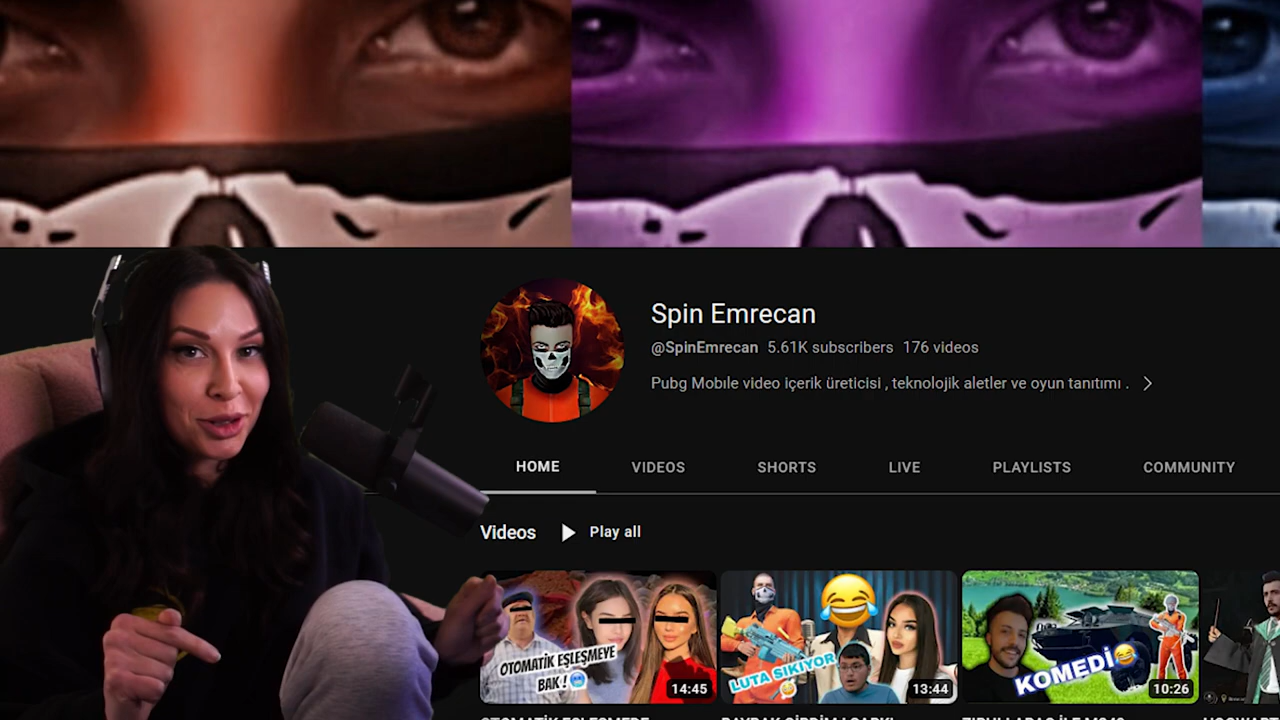 Spin Emrecan
@SpinEmrecan 5.61K subscribers 176 videos
Pubg Mobıle video içerik üreticisi , teknolojik aletler ve oyun tanıtımı .
HOME VIDEOS SHORTS LIVE PLAYLISTS COMMUNITY
Videos Play all
OTOMATİK EŞLEŞMEYE
BAK !
14:45
LUTA SIKIYOR
13:44
KOMEDİ
10:26